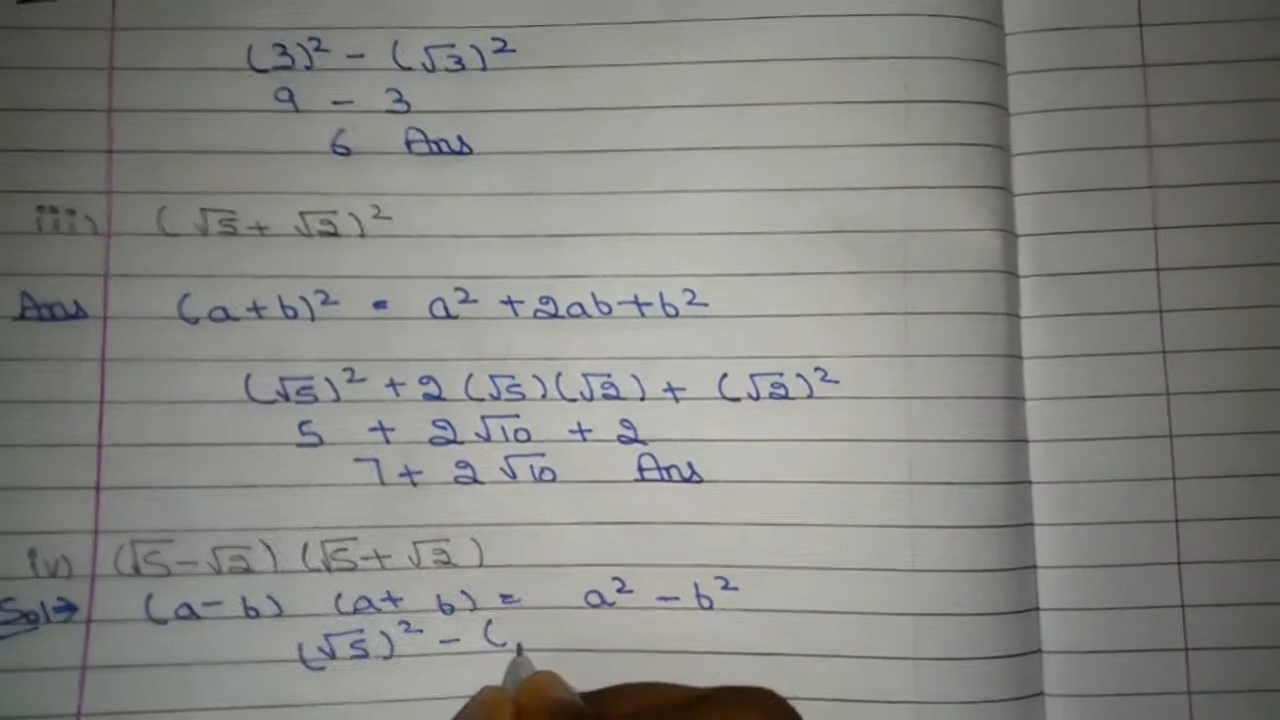 (3)² - (√3)²
9 - 3
6 Ans
iii) (√5 + √2)²
Ans (a+b)² = a² + 2ab + b²
(√5)² + 2(√5)(√2) + (√2)²
5 + 2√10 + 2
7 + 2√10 Ans
iv) (√5-√2) (√5+√2)
Sol→ (a-b) (a+b) = a² - b²
(√5)² - (